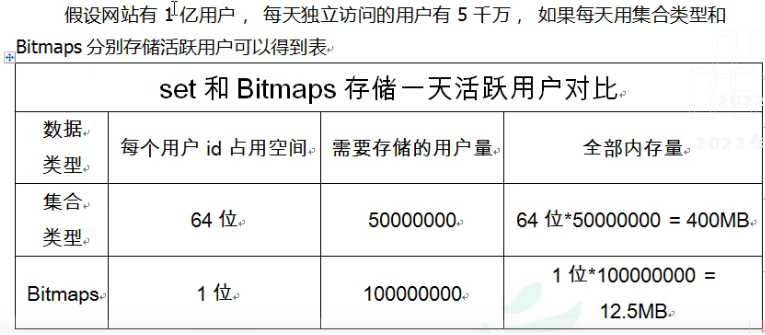 假设网站有 1 亿用户， 每天独立访问的用户有 5 千万， 如果每天用集合类型和
Bitmaps 分别存储活跃用户可以得到表
set 和 Bitmaps 存储一天活跃用户对比
数据
类型
每个用户 id 占用空间
需要存储的用户量
全部内存量
集合
类型
64 位
50000000
64 位*50000000 = 400MB
Bitmaps
1 位
100000000
1 位*100000000 =
12.5MB